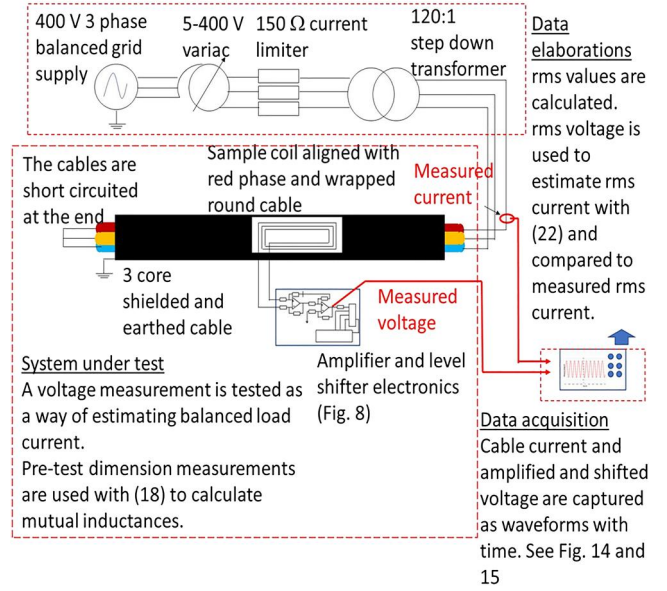 400 V 3 phase
balanced grid
supply
5-400 V
variac
150 Ω current
limiter
120:1
step down
transformer
Data
elaborations
rms values are
calculated.
rms voltage is
used to
estimate rms
current with
(22) and
compared to
measured rms
current.
The cables are
short circuited
at the end
Sample coil aligned with
red phase and wrapped
round cable
Measured
current
3 core
shielded and
earthed cable
Measured
voltage
Amplifier and level
shifter electronics
(Fig. 8)
System under test
A voltage measurement is tested as
a way of estimating balanced load
current.
Pre-test dimension measurements
are used with (18) to calculate
mutual inductances.
Data acquisition
Cable current and
amplified and shifted
voltage are captured
as waveforms with
time. See Fig. 14 and
15